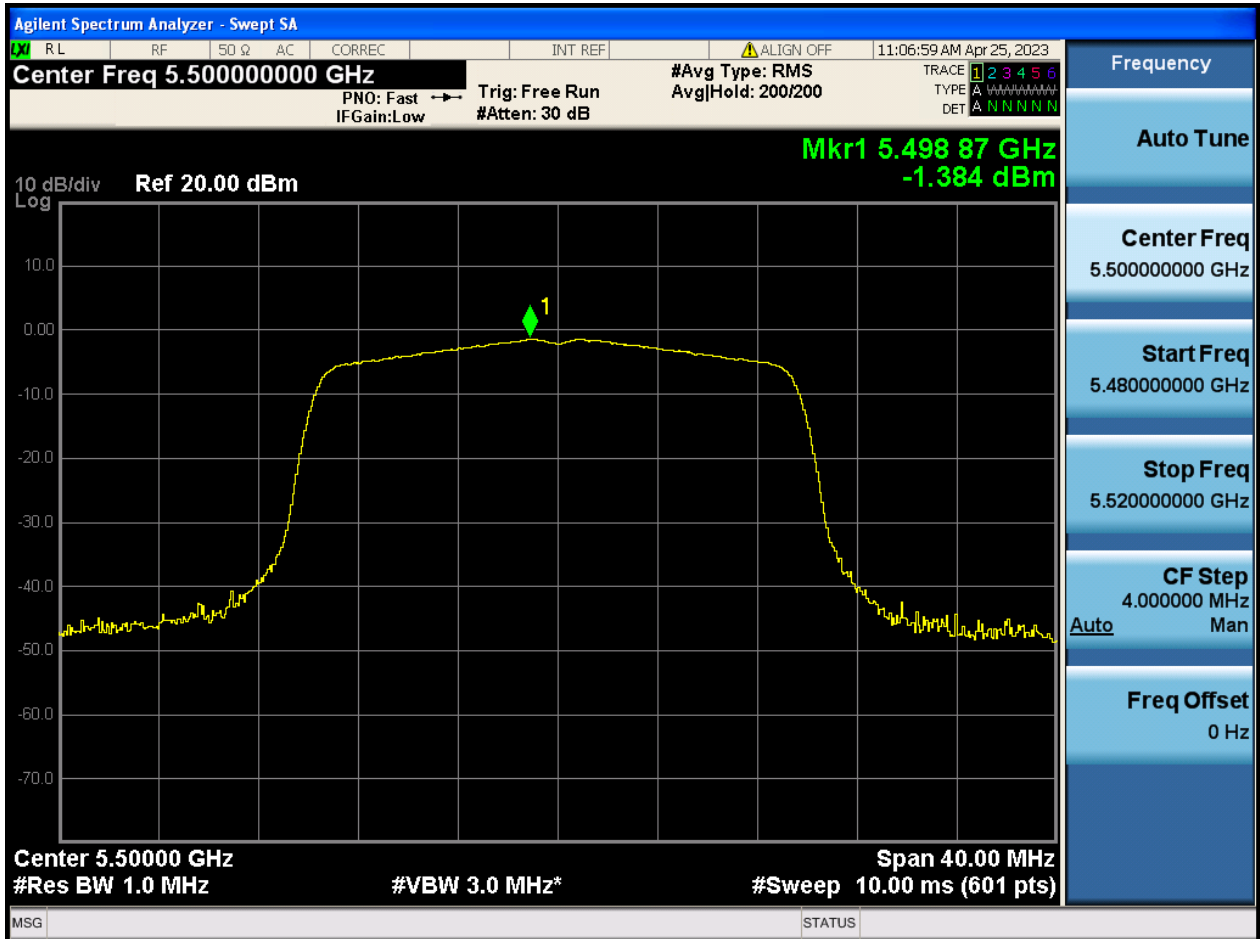 Agilent Spectrum Analyzer - Swept SA
LXI RL RF 50 Ω AC CORREC INT REF ALIGN OFF 11:06:59 AM Apr 25, 2023
Center Freq 5.500000000 GHz
PNO: Fast
IFGain:Low
Trig: Free Run
#Atten: 30 dB
#Avg Type: RMS
Avg|Hold: 200/200
TRACE 1 2 3 4 5 6
TYPE A WWWWW
DET A N N N N N
Mkr1 5.498 87 GHz
-1.384 dBm
10 dB/div Ref 20.00 dBm
Log
10.0
0.00
-10.0
-20.0
-30.0
-40.0
-50.0
-60.0
-70.0
1
Center 5.50000 GHz Span 40.00 MHz
#Res BW 1.0 MHz #VBW 3.0 MHz* #Sweep 10.00 ms (601 pts)
MSG STATUS
Frequency
Auto Tune
Center Freq
5.500000000 GHz
Start Freq
5.480000000 GHz
Stop Freq
5.520000000 GHz
CF Step
4.000000 MHz
Auto Man
Freq Offset
0 Hz